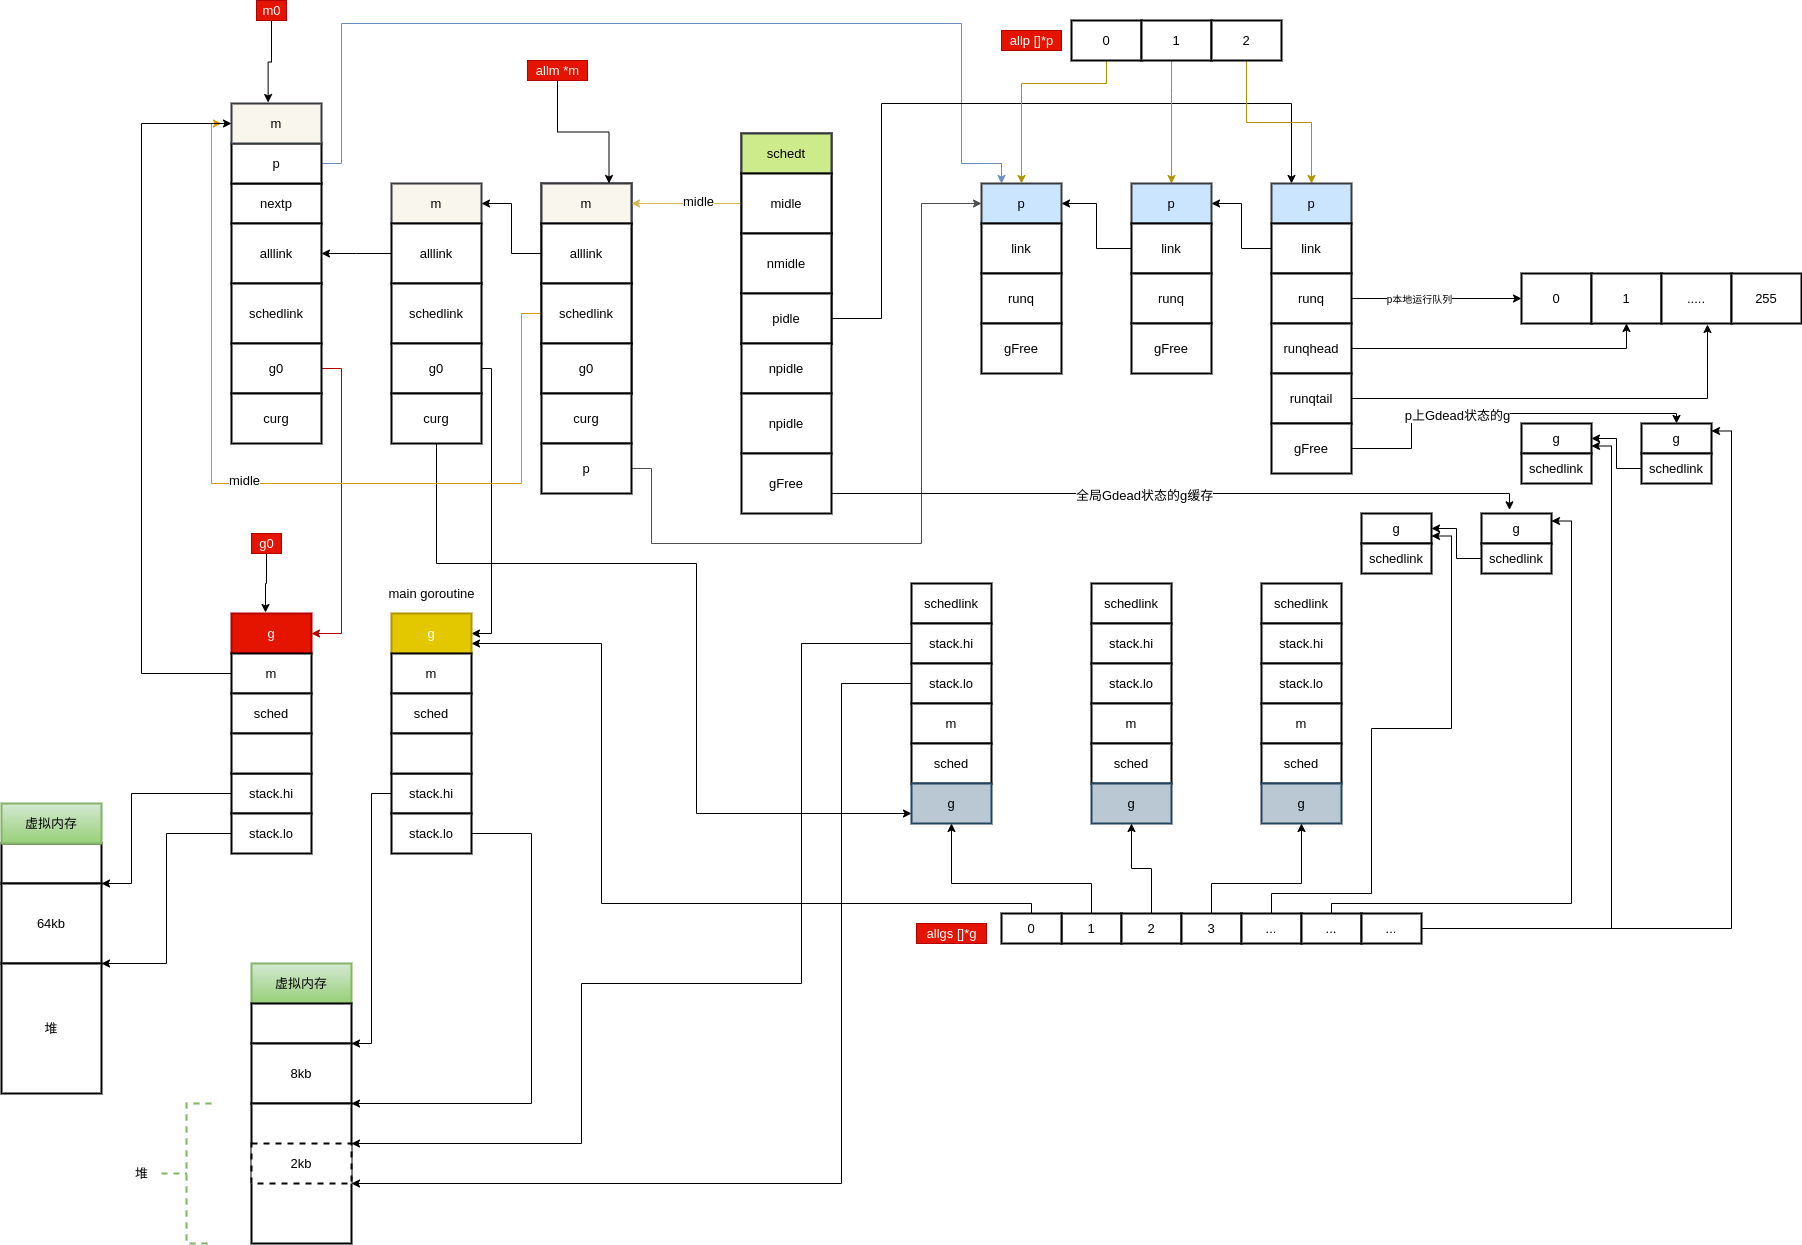 m0
allp []*p
0
1
2
allm *m
m
p
nextp
alllink
schedlink
g0
curg
m
alllink
schedlink
g0
curg
m
alllink
schedlink
g0
curg
p
midle
midle
schedt
midle
nmidle
pidle
npidle
npidle
gFree
p
link
runq
gFree
p
link
runq
gFree
p
link
runq
runqhead
runqtail
gFree
p本地运行队列
0
1
.....
255
p上Gdead状态的g
g
schedlink
g
schedlink
全局Gdead状态的g缓存
g
schedlink
g
schedlink
g0
g
m
sched
stack.hi
stack.lo
main goroutine
g
m
sched
stack.hi
stack.lo
schedlink
stack.hi
stack.lo
m
sched
g
schedlink
stack.hi
stack.lo
m
sched
g
schedlink
stack.hi
stack.lo
m
sched
g
allgs []*g
0
1
2
3
...
...
...
虚拟内存
64kb
堆
虚拟内存
8kb
2kb
堆